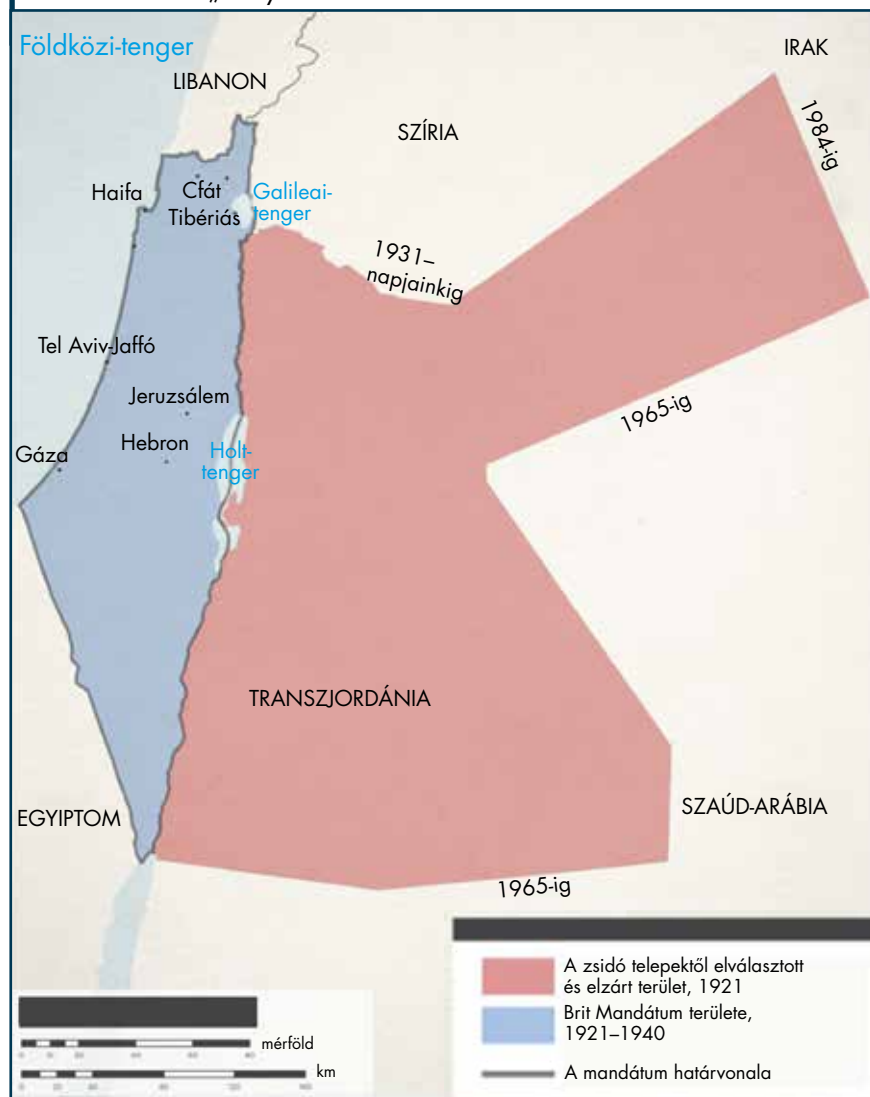 Földközi-tenger
LIBANON
IRAK
SZÍRIA
1984-ig
Haifa
Cfát
Tibériás
Galileai-
tenger
1931–
napjainkig
Tel Aviv-Jaffó
Jeruzsálem
1965-ig
Gáza
Hebron
Holt-
tenger
TRANSZJORDÁNIA
EGYIPTOM
SZAÚD-ARÁBIA
1965-ig
A zsidó telepektől elválasztott
és elzárt terület, 1921
Brit Mandátum területe,
1921–1940
A mandátum határvonala
mérföld
km